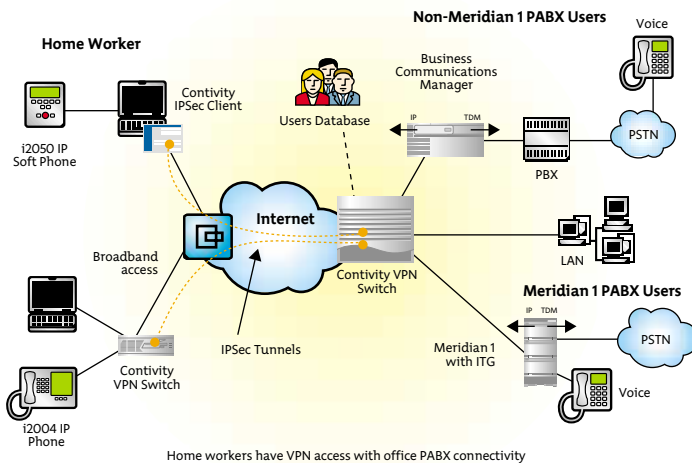 Non-Meridian 1 PABX Users
Home Worker
Voice
Business
Communications
Manager
Contivity
IPSec Client
Users Database
IP
TDM
PSTN
i2050 IP
Soft Phone
PBX
Internet
Broadband
access
LAN
Contivity VPN
Switch
Meridian 1 PABX Users
IP
TDM
IPSec Tunnels
Meridian 1
with ITG
PSTN
Contivity
VPN Switch
Voice
i2004 IP
Phone
Home workers have VPN access with office PABX connectivity